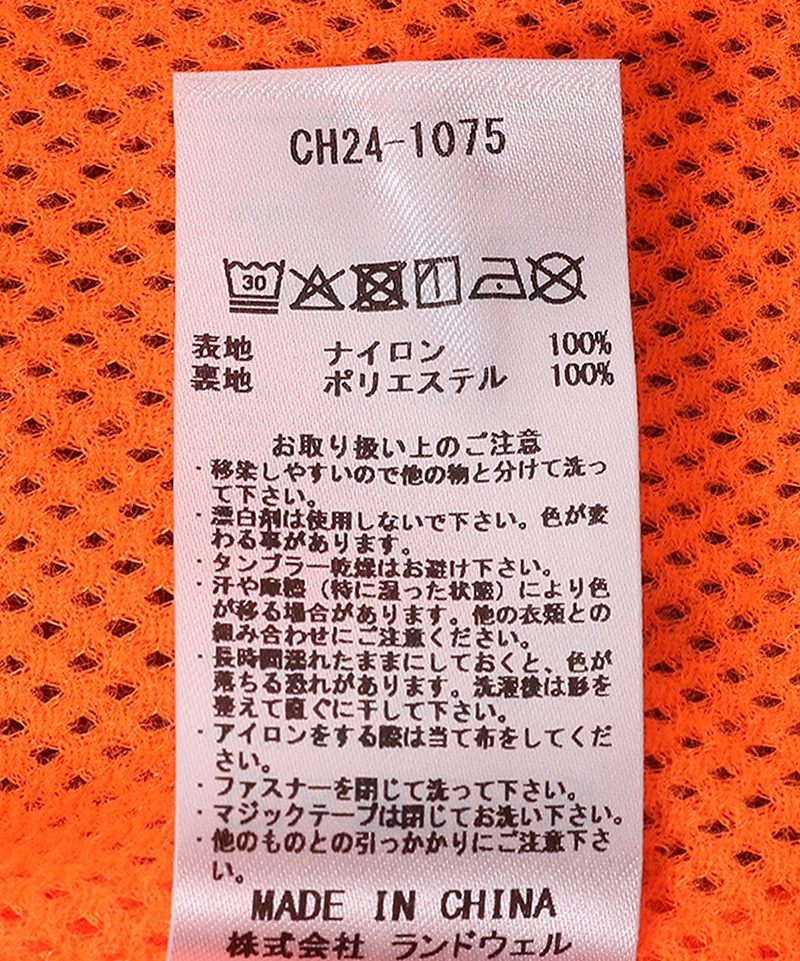 CH24-1075
30
表地 ナイロン 100%
裏地 ポリエステル 100%
お取り扱い上のご注意
・移染しやすいので他の物と分けて洗っ
て下さい。
・漂白剤は使用しないで下さい。色が変
わる事があります。
・タンブラー乾燥はお避け下さい。
・汗や摩擦（特に湿った状態）により色
が移る場合があります。他の衣類との
組み合わせにご注意ください。
・長時間濡れたままにしておくと、色が
落ちる恐れがあります。洗濯後は形を
整えて直ぐに干して下さい。
・アイロンをする際は当て布をしてくだ
さい。
・ファスナーを閉じて洗って下さい。
・マジックテープは閉じてお洗い下さい。
・他のものとの引っかかりにご注意下さ
い。
MADE IN CHINA
株式会社 ランドウェル